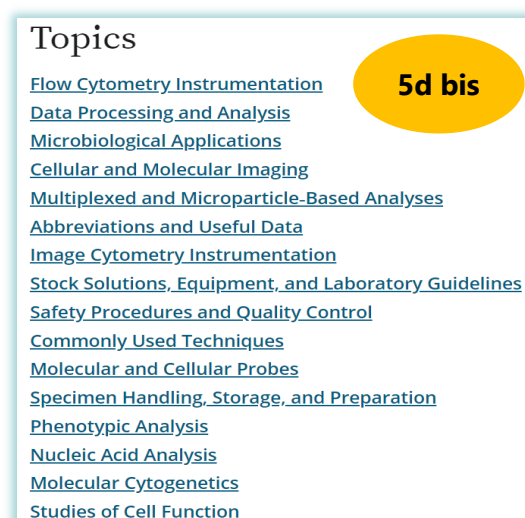 Topics
5d bis
Flow Cytometry Instrumentation
Data Processing and Analysis
Microbiological Applications
Cellular and Molecular Imaging
Multiplexed and Microparticle-Based Analyses
Abbreviations and Useful Data
Image Cytometry Instrumentation
Stock Solutions, Equipment, and Laboratory Guidelines
Safety Procedures and Quality Control
Commonly Used Techniques
Molecular and Cellular Probes
Specimen Handling, Storage, and Preparation
Phenotypic Analysis
Nucleic Acid Analysis
Molecular Cytogenetics
Studies of Cell Function